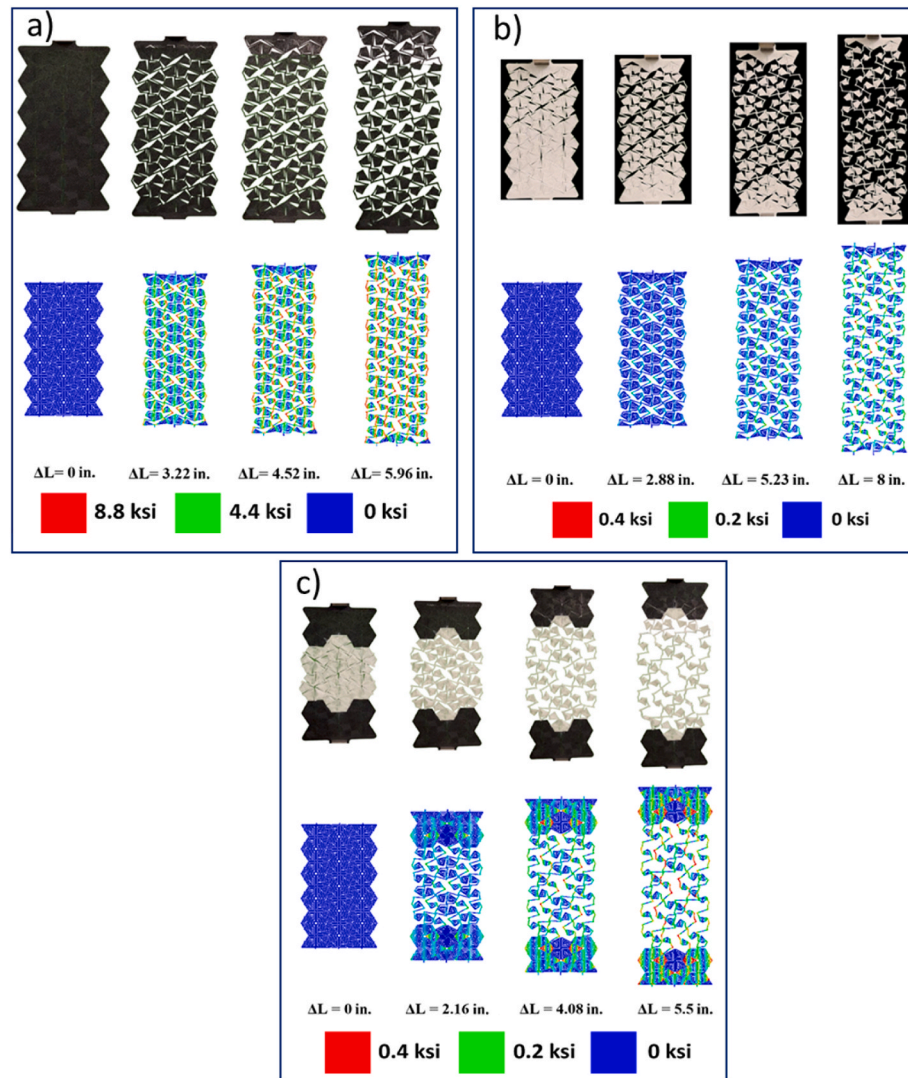 a)
ΔL= 0 in. ΔL= 3.22 in. ΔL= 4.52 in. ΔL= 5.96 in.
8.8 ksi 4.4 ksi 0 ksi
b)
ΔL = 0 in. ΔL = 2.88 in. ΔL = 5.23 in. ΔL = 8 in.
0.4 ksi 0.2 ksi 0 ksi
c)
ΔL = 0 in. ΔL = 2.16 in. ΔL = 4.08 in. ΔL = 5.5 in.
0.4 ksi 0.2 ksi 0 ksi